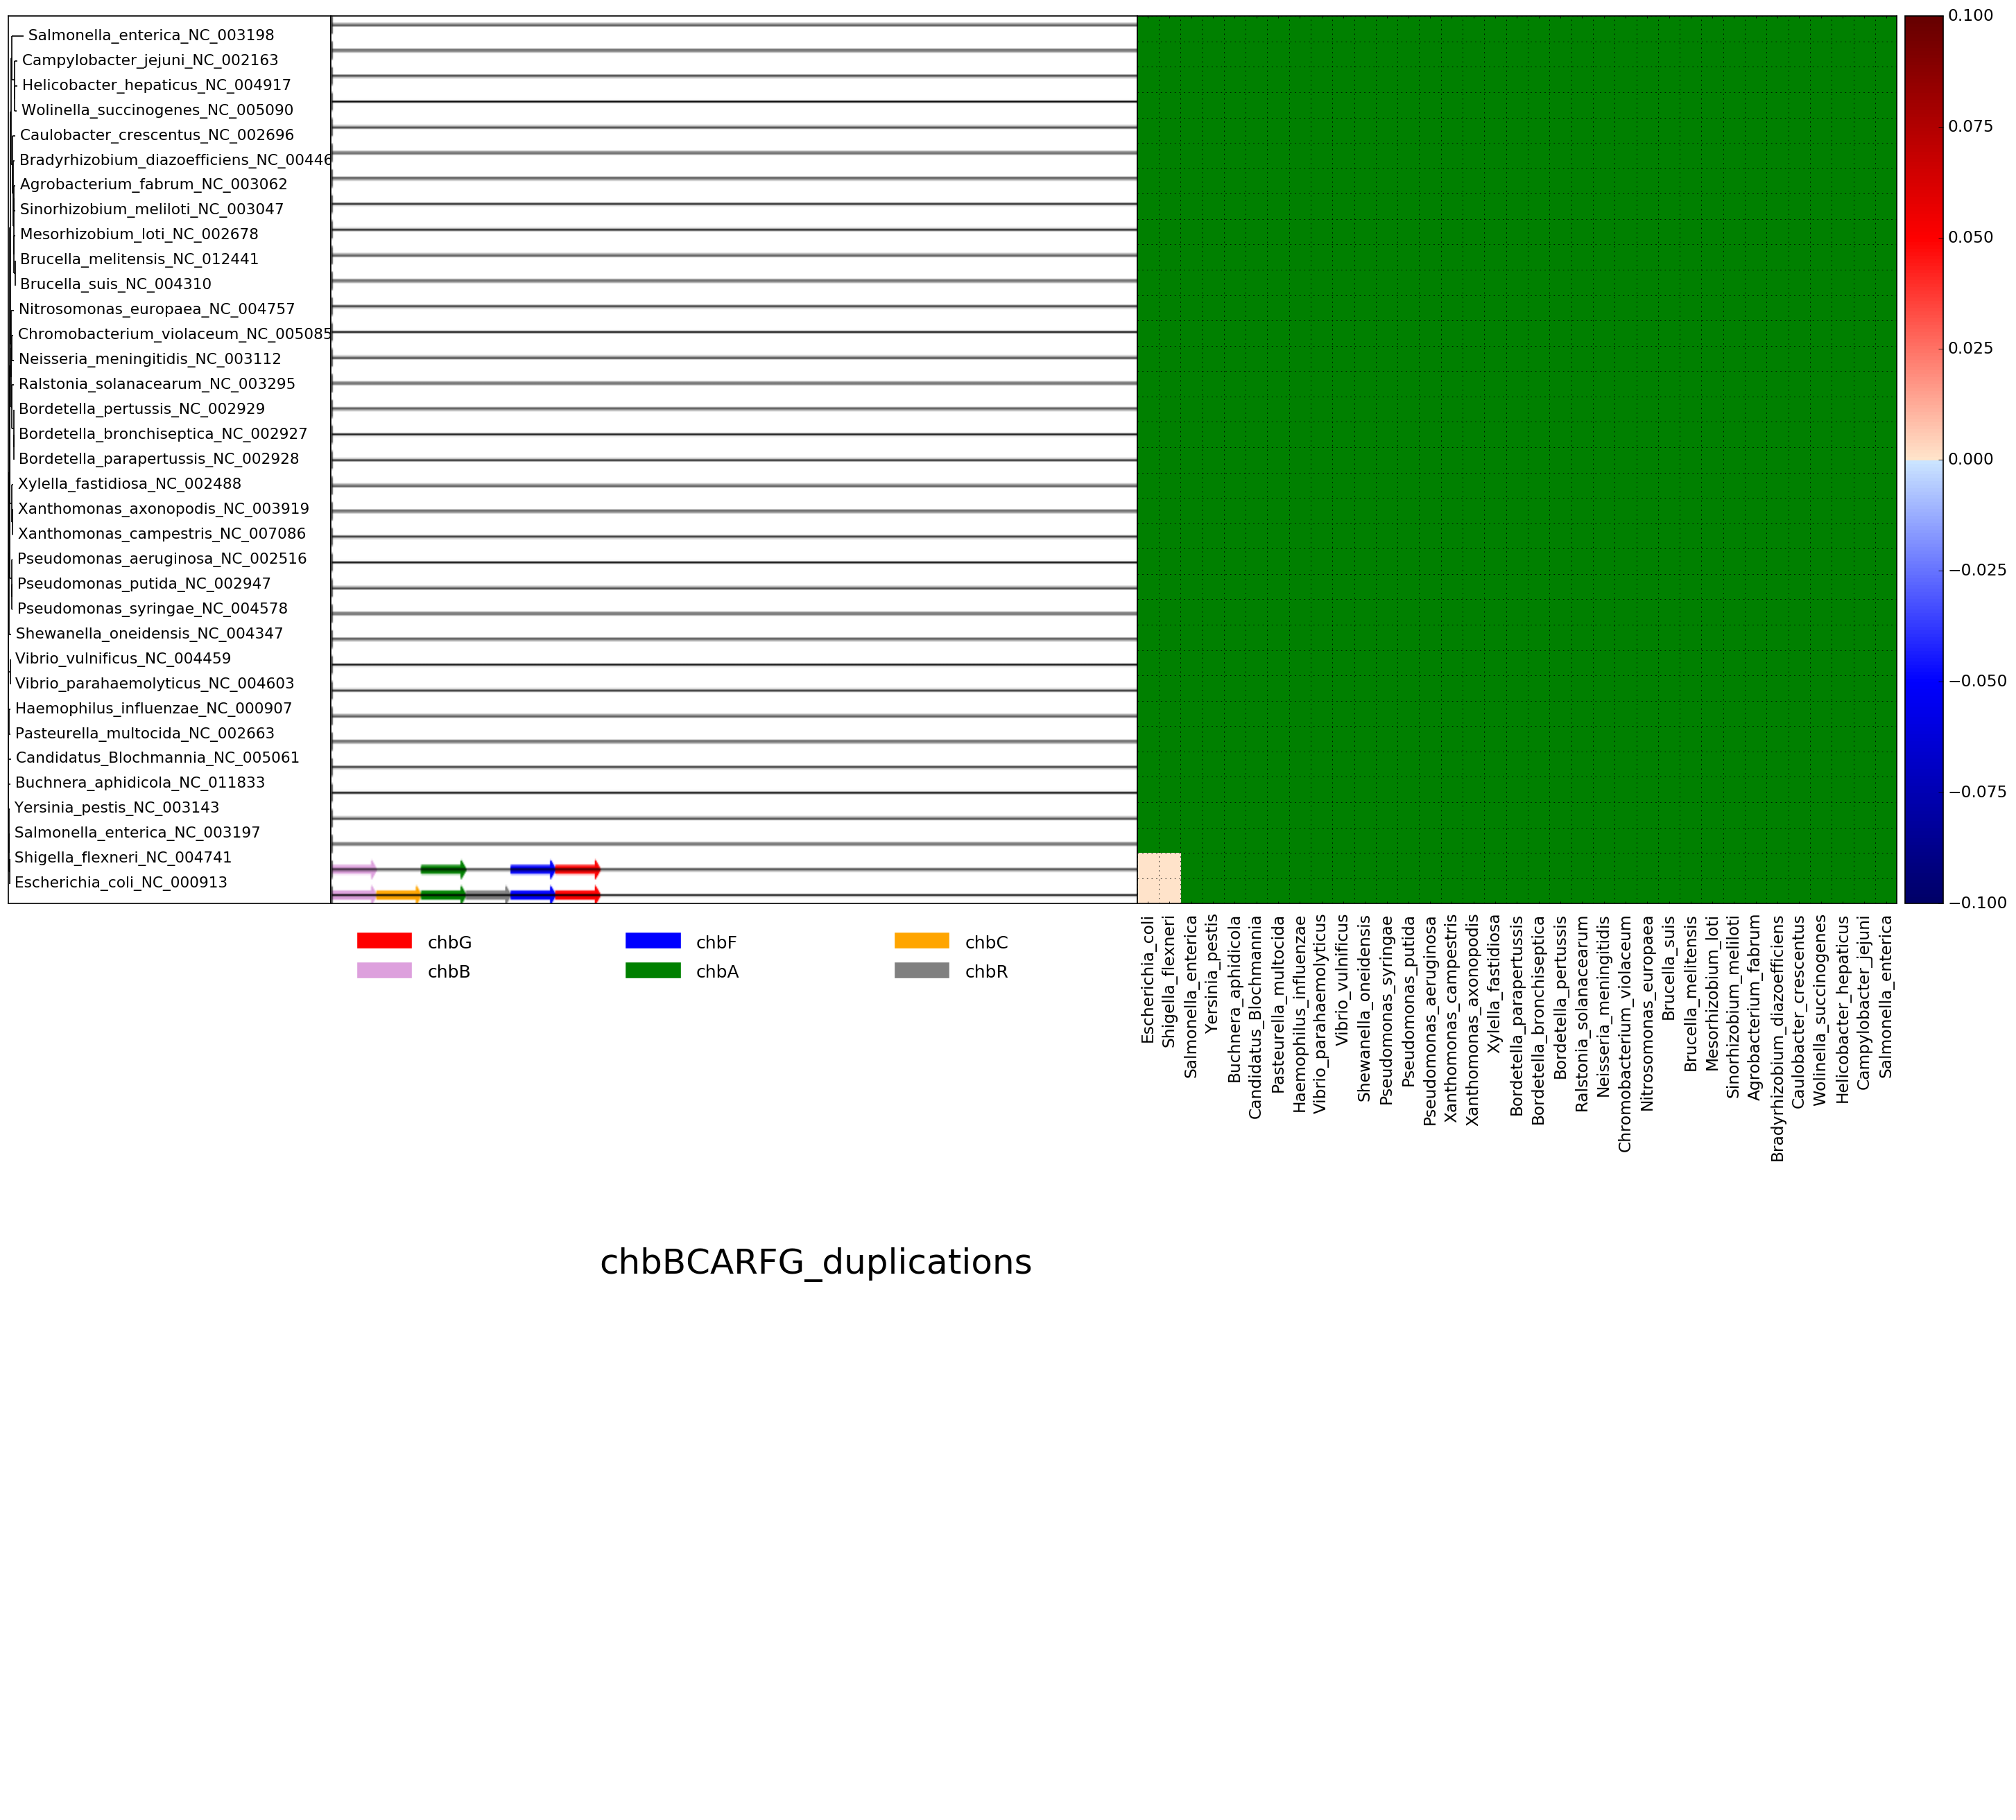 Salmonella_enterica_NC_003198
Campylobacter_jejuni_NC_002163
Helicobacter_hepaticus_NC_004917
Wolinella_succinogenes_NC_005090
Caulobacter_crescentus_NC_002696
Bradyrhizobium_diazoefficiens_NC_00446
Agrobacterium_fabrum_NC_003062
Sinorhizobium_meliloti_NC_003047
Mesorhizobium_loti_NC_002678
Brucella_melitensis_NC_012441
Brucella_suis_NC_004310
Nitrosomonas_europaea_NC_004757
Chromobacterium_violaceum_NC_005085
Neisseria_meningitidis_NC_003112
Ralstonia_solanacearum_NC_003295
Bordetella_pertussis_NC_002929
Bordetella_bronchiseptica_NC_002927
Bordetella_parapertussis_NC_002928
Xylella_fastidiosa_NC_002488
Xanthomonas_axonopodis_NC_003919
Xanthomonas_campestris_NC_007086
Pseudomonas_aeruginosa_NC_002516
Pseudomonas_putida_NC_002947
Pseudomonas_syringae_NC_004578
Shewanella_oneidensis_NC_004347
Vibrio_vulnificus_NC_004459
Vibrio_parahaemolyticus_NC_004603
Haemophilus_influenzae_NC_000907
Pasteurella_multocida_NC_002663
Candidatus_Blochmannia_NC_005061
Buchnera_aphidicola_NC_011833
Yersinia_pestis_NC_003143
Salmonella_enterica_NC_003197
Shigella_flexneri_NC_004741
Escherichia_coli_NC_000913
0.100
0.075
0.050
0.025
0.000
−0.025
−0.050
−0.075
−0.100
chbG chbF chbC
chbB chbA chbR
Escherichia_coli
Shigella_flexneri
Salmonella_enterica
Yersinia_pestis
Buchnera_aphidicola
Candidatus_Blochmannia
Pasteurella_multocida
Haemophilus_influenzae
Vibrio_parahaemolyticus
Vibrio_vulnificus
Shewanella_oneidensis
Pseudomonas_syringae
Pseudomonas_putida
Pseudomonas_aeruginosa
Xanthomonas_campestris
Xanthomonas_axonopodis
Xylella_fastidiosa
Bordetella_parapertussis
Bordetella_bronchiseptica
Bordetella_pertussis
Ralstonia_solanacearum
Neisseria_meningitidis
Chromobacterium_violaceum
Nitrosomonas_europaea
Brucella_suis
Brucella_melitensis
Mesorhizobium_loti
Sinorhizobium_meliloti
Agrobacterium_fabrum
Bradyrhizobium_diazoefficiens
Caulobacter_crescentus
Wolinella_succinogenes
Helicobacter_hepaticus
Campylobacter_jejuni
Salmonella_enterica
chbBCARFG_duplications